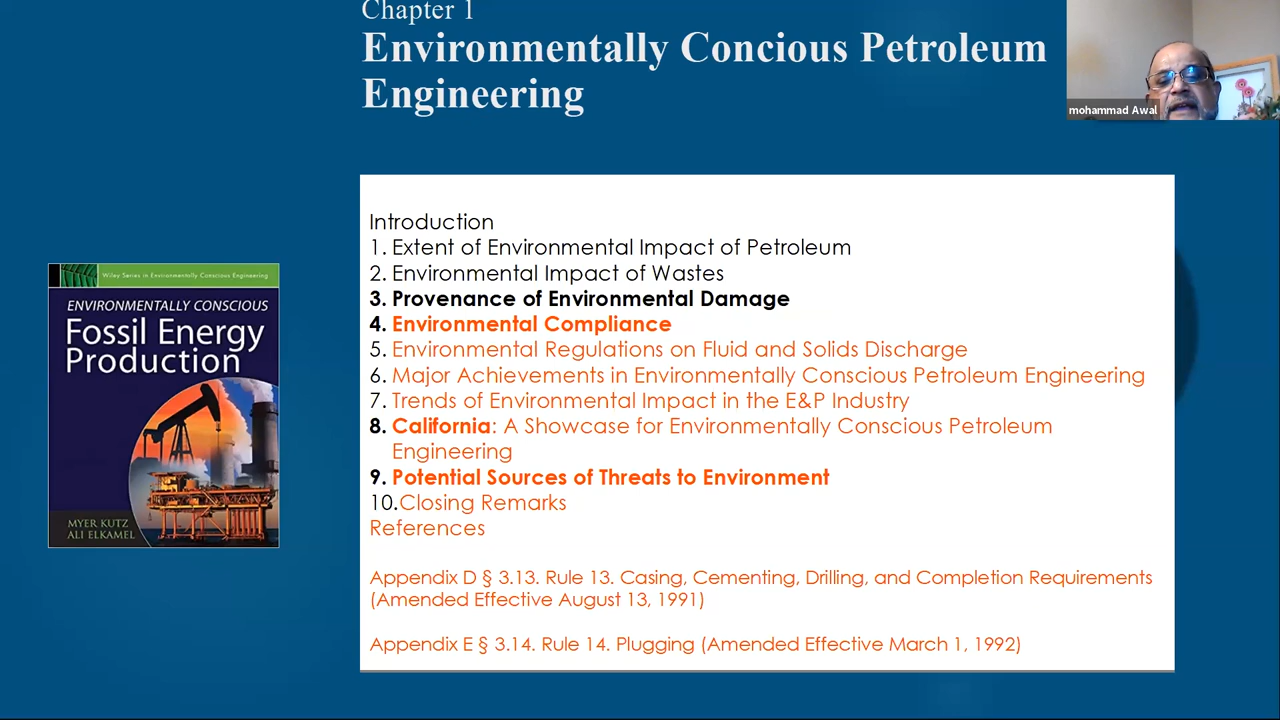 Chapter 1
Environmentally Concious Petroleum
Engineering
mohammad Awal
Introduction
1. Extent of Environmental Impact of Petroleum
2. Environmental Impact of Wastes
3. Provenance of Environmental Damage
4. Environmental Compliance
5. Environmental Regulations on Fluid and Solids Discharge
6. Major Achievements in Environmentally Conscious Petroleum Engineering
7. Trends of Environmental Impact in the E&P Industry
8. California: A Showcase for Environmentally Conscious Petroleum
Engineering
9. Potential Sources of Threats to Environment
10.Closing Remarks
References
Appendix D § 3.13. Rule 13. Casing, Cementing, Drilling, and Completion Requirements
(Amended Effective August 13, 1991)
Appendix E § 3.14. Rule 14. Plugging (Amended Effective March 1, 1992)
Wiley Series in Environmentally Conscious Engineering
ENVIRONMENTALLY CONSCIOUS
Fossil Energy
Production
MYER KUTZ
ALI ELKAMEL